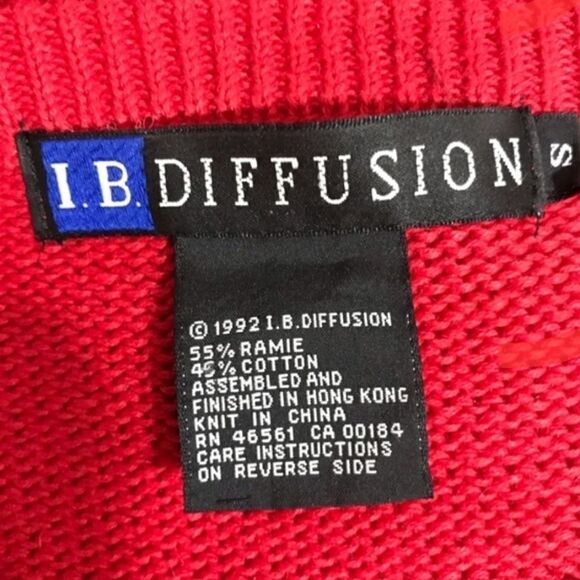 I.B. DIFFUSION S
© 1992 I.B.DIFFUSION
55% RAMIE
45% COTTON
ASSEMBLED AND
FINISHED IN HONG KONG
KNIT IN CHINA
RN 46561 CA 00184
CARE INSTRUCTIONS
ON REVERSE SIDE